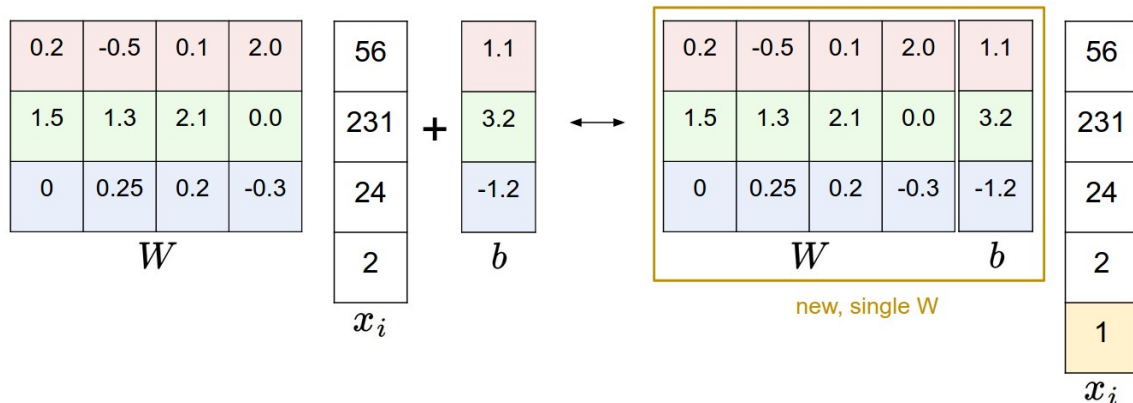 0.2 -0.5 0.1 2.0 56 1.1 0.2 -0.5 0.1 2.0 1.1 56
1.5 1.3 2.1 0.0 231 + 3.2 1.5 1.3 2.1 0.0 3.2 231
0 0.25 0.2 -0.3 24 -1.2 0 0.25 0.2 -0.3 -1.2 24
W 2 b W b 2
new, single W
x_i 1
x_i